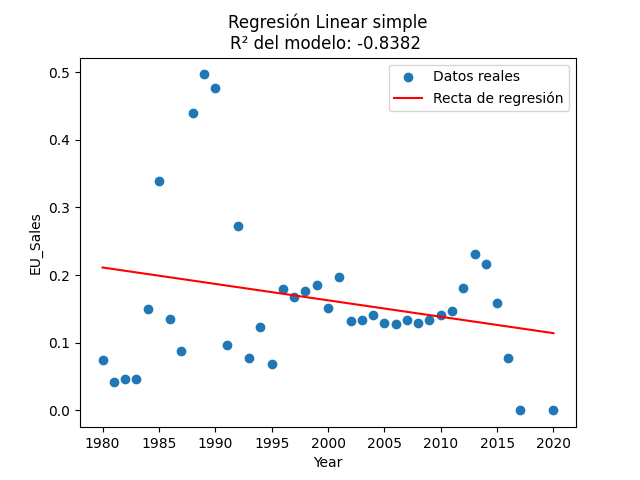 Regresión Linear simple
R² del modelo: -0.8382
Datos reales
Recta de regresión
EU_Sales
0.5
0.4
0.3
0.2
0.1
0.0
1980 1985 1990 1995 2000 2005 2010 2015 2020
Year